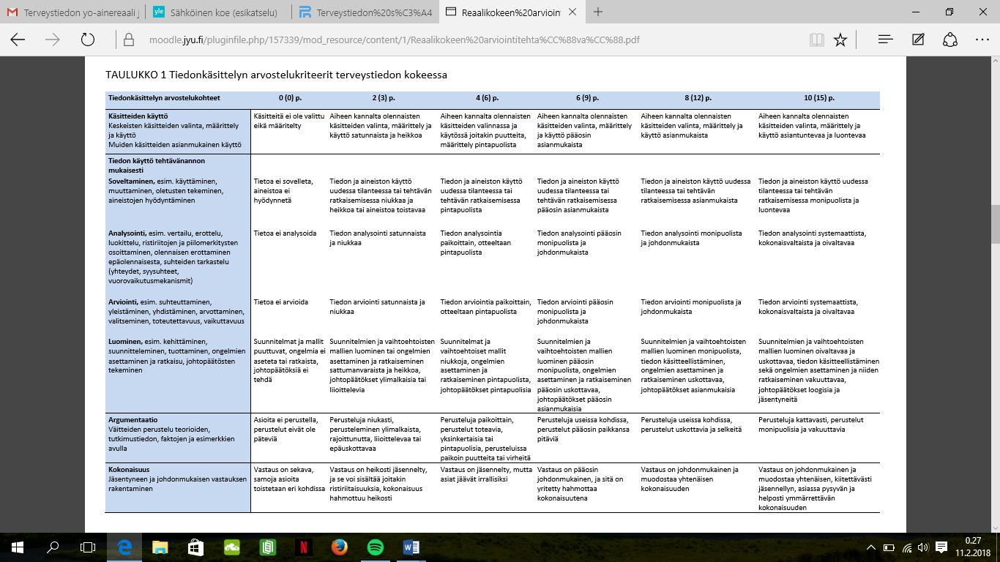 Terveystiedon yo-ainereaali j
Sähköinen koe (esikatselu)
Terveystiedon%20s%C3%A4
Reaalikokeen%20arvioin
moodle.jyu.fi/pluginfile.php/157339/mod_resource/content/1/Reaalikokeen%20arviointitehta%CC%88va%CC%88.pdf
TAULUKKO 1 Tiedonkäsittelyn arvostelukriteerit terveystiedon kokeessa
Tiedonkäsittelyn arvostelukohteet 0 (0) p. 2 (3) p. 4 (6) p. 6 (9) p. 8 (12) p. 10 (15) p.
Käsitteiden käyttö
Keskeisten käsitteiden valinta, määrittely
ja käyttö
Muiden käsitteiden asianmukainen käyttö
Käsitteitä ei ole valittu
eikä määritelty
Aiheen kannalta olennaisten
käsitteiden valinta, määrittely ja
käyttö satunnaista ja heikkoa
Aiheen kannalta olennaisten
käsitteiden valinnassa ja
käytössä joitakin puutteita,
määrittely pintapuolista
Aiheen kannalta olennaisten
käsitteiden valinta, määrittely
ja käyttö pääosin
asianmukaista
Aiheen kannalta olennaisten
käsitteiden valinta, määrittely ja
käyttö asianmukaista
Aiheen kannalta olennaisten
käsitteiden valinta, määrittely ja
käyttö asiantuntevaa ja luontevaa
Tiedon käyttö tehtävänannon
mukaisesti
Soveltaminen, esim. käyttäminen,
muuttaminen, oletusten tekeminen,
aineistojen hyödyntäminen
Tietoa ei sovelleta,
aineistoa ei
hyödynnetä
Tiedon ja aineiston käyttö
uudessa tilanteessa tai tehtävän
ratkaisemisessa niukkaa ja
heikkoa tai aineistoa toistavaa
Tiedon ja aineiston käyttö
uudessa tilanteessa tai
tehtävän ratkaisemisessa
pintapuolista
Tiedon ja aineiston käyttö
uudessa tilanteessa tai
tehtävän ratkaisemisessa
pääosin asianmukaista
Tiedon ja aineiston käyttö uudessa
tilanteessa tai tehtävän
ratkaisemisessa asianmukaista
Tiedon ja aineiston käyttö uudessa
tilanteessa tai tehtävän
ratkaisemisessa monipuolista ja
luontevaa
Analysointi, esim. vertailu, erottelu,
luokittelu, ristiriitojen ja piilomerkitysten
osoittaminen, olennaisen erottaminen
epäolennaisesta, suhteiden tarkastelu
(yhteydet, syysuhteet,
vuorovaikutusmekanismit)
Tietoa ei analysoida
Tiedon analysointi satunnaista
ja niukkaa
Tiedon analysointia
paikoittain, otteeltaan
pintapuolista
Tiedon analysointi pääosin
monipuolista ja
johdonmukaista
Tiedon analysointi monipuolista
ja johdonmukaista
Tiedon analysointi systemaattista,
kokonaisvaltaista ja oivaltavaa
Arviointi, esim. suhteuttaminen,
yleistäminen, yhdistäminen, arvottaminen,
valitseminen, toteutettavuus, vaikuttavuus
Tietoa ei arvioida
Tiedon arviointi satunnaista ja
niukkaa
Tiedon arviointia paikoittain,
otteeltaan pintapuolista
Tiedon arviointi pääosin
monipuolista ja
johdonmukaista
Tiedon arviointi monipuolista ja
johdonmukaista
Tiedon arviointi systemaattista,
kokonaisvaltaista ja oivaltavaa
Luominen, esim. kehittäminen,
suunnitteleminen, tuottaminen, ongelmien
asettaminen ja ratkaisu, johtopäätösten
tekeminen
Suunnitelmat ja mallit
puuttuvat, ongelmia ei
aseteta tai ratkaista,
johtopäätöksiä ei
tehdä
Suunnitelmien ja vaihtoehtoisten
mallien luominen tai ongelmien
asettaminen ja ratkaiseminen
sattumanvaraista ja heikkoa,
johtopäätökset ylimalkaisia tai
liioittelevia
Suunnitelmat ja
vaihtoehtoiset mallit
niukkoja, ongelmien
asettaminen ja
ratkaiseminen pintapuolista,
johtopäätökset pintapuolisia
Suunnitelmien ja
vaihtoehtoisten mallien
luominen pääosin
monipuolista, ongelmien
asettaminen ja ratkaiseminen
pääosin uskottavaa,
johtopäätökset pääosin
asianmukaisia
Suunnitelmien ja vaihtoehtoisten
mallien luominen monipuolista,
tiedon käsitteellistäminen,
ongelmien asettaminen ja
ratkaiseminen uskottavaa,
johtopäätökset asianmukaisia
Suunnitelmien ja vaihtoehtoisten
mallien luominen oivaltavaa ja
uskottavaa, tiedon käsitteellistäminen
sekä ongelmien asettaminen ja niiden
ratkaiseminen vakuuttavaa,
johtopäätökset loogisia ja
jäsentyneitä
Argumentaatio
Väitteiden perustelu teorioiden,
tutkimustiedon, faktojen ja esimerkkien
avulla
Asioita ei perustella,
perustelut eivät ole
päteviä
Perusteluja niukasti,
perusteleminen ylimalkaista,
rajoittunutta, liioittelevaa tai
epäuskottavaa
Perusteluja paikoittain,
perustelut toteavia,
yksinkertaisia tai
pintapuolisia, perusteluissa
paikoin puutteita tai virheitä
Perusteluja useissa kohdissa,
perustelut pääosin paikkansa
pitäviä
Perusteluja useissa kohdissa,
perustelut uskottavia ja selkeitä
Perusteluja kattavasti, perustelut
monipuolisia ja vakuuttavia
Kokonaisuus
Jäsentyneen ja johdonmukaisen vastauksen
rakentaminen
Vastaus on sekava,
samoja asioita
toistetaan eri kohdissa
Vastaus on heikosti jäsennelty,
ja se voi sisältää joitakin
ristiriitaisuuksia, kokonaisuus
hahmottuu heikosti
Vastaus on jäsennelty, mutta
asiat jäävät irrallisiksi
Vastaus on pääosin
johdonmukainen, ja sitä on
yritetty hahmottaa
kokonaisuutena
Vastaus on johdonmukainen ja
muodostaa yhtenäisen
kokonaisuuden
Vastaus on johdonmukainen ja
muodostaa yhtenäisen, kiitettävästi
jäsennellyn, asiassa pysyvän ja
helposti ymmärrettävän
kokonaisuuden
0.27
11.2.2018